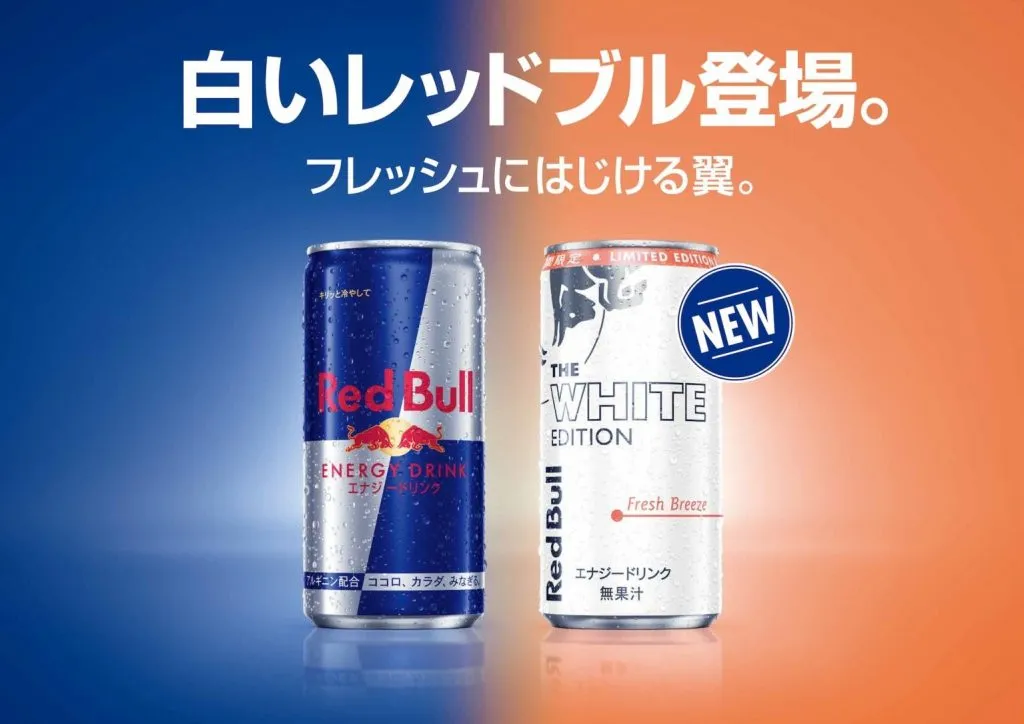 白いレッドブル登場。
フレッシュにはじける翼。
キリッと冷やして
Red Bull
ENERGY DRINK
エナジードリンク
アルギニン配合 ココロ、カラダ、みなぎる。
間限定 LIMITED EDITION
NEW
THE
WHITE
EDITION
Red Bull
Fresh Breeze
エナジードリンク
無果汁